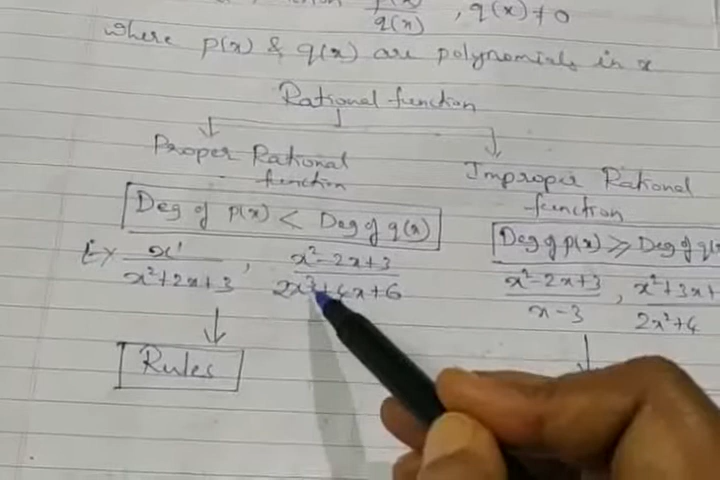 p(x)/q(x) , q(x) ≠ 0
where p(x) & q(x) are polynomials in x
Rational function
Proper Rational function
Deg of p(x) < Deg of q(x)
Ex x¹/(x²+2x+3) , (x²-2x+3)/(2x³+4x+6)
Rules
Improper Rational function
Deg of p(x) ≥ Deg of q(
(x²-2x+3)/(x-3) , x²+3x+/2x²+4